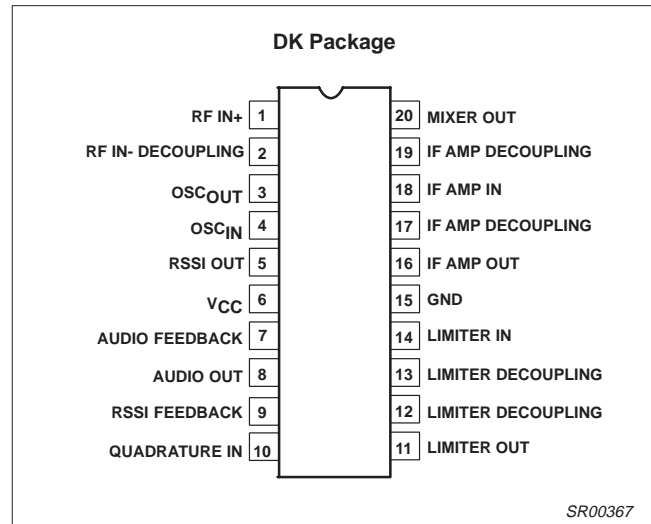 DK Package
RF IN+ 1 20 MIXER OUT
RF IN- DECOUPLING 2 19 IF AMP DECOUPLING
OSCOUT 3 18 IF AMP IN
OSCIN 4 17 IF AMP DECOUPLING
RSSI OUT 5 16 IF AMP OUT
VCC 6 15 GND
AUDIO FEEDBACK 7 14 LIMITER IN
AUDIO OUT 8 13 LIMITER DECOUPLING
RSSI FEEDBACK 9 12 LIMITER DECOUPLING
QUADRATURE IN 10 11 LIMITER OUT
SR00367